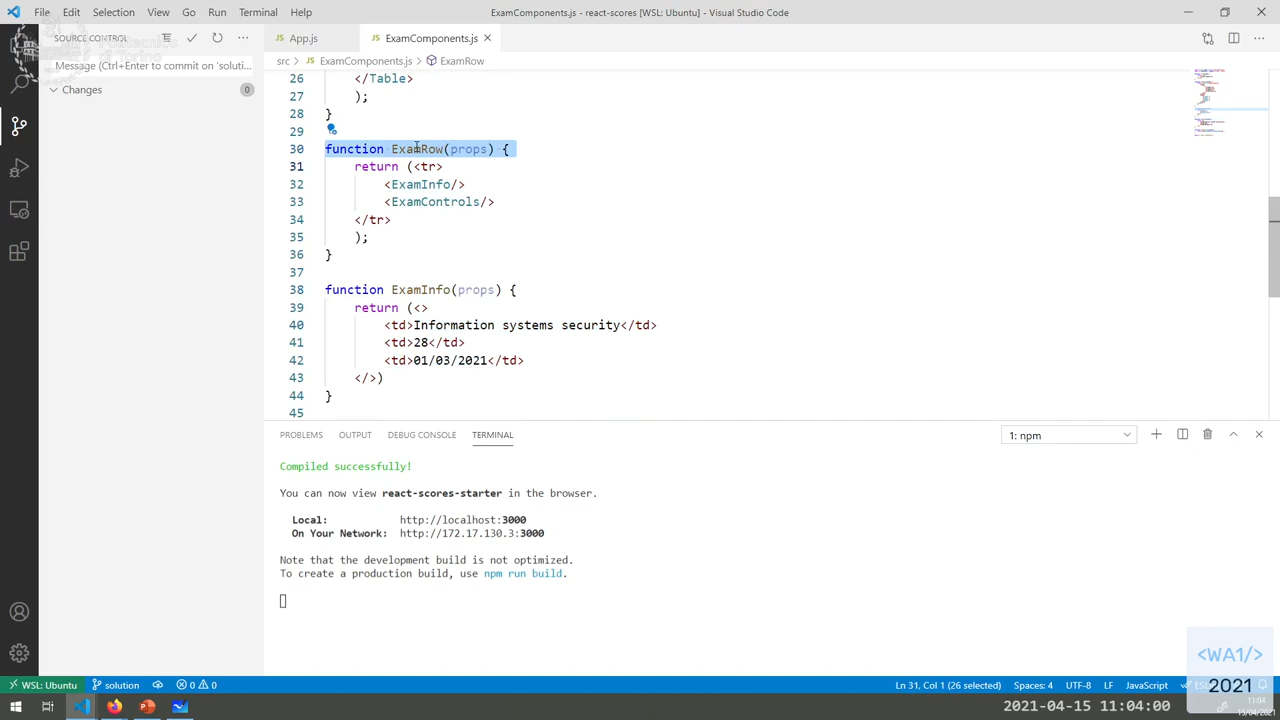 File Edit Selection View Go Run Terminal Help
ExamComponents.js - react-scores [WSL: Ubuntu] - Visual Studio Code
SOURCE CONTROL
Politecnico
di Torino
Message (Ctrl+Enter to commit on 'soluti...
Changes 0
App.js
ExamComponents.js
src > ExamComponents.js > ExamRow
26 </Table>
27 );
28 }
29
30 function ExamRow(props) {
31 return (<tr>
32 <ExamInfo/>
33 <ExamControls/>
34 </tr>
35 );
36 }
37
38 function ExamInfo(props) {
39 return (<>
40 <td>Information systems security</td>
41 <td>28</td>
42 <td>01/03/2021</td>
43 </>)
44 }
45
PROBLEMS OUTPUT DEBUG CONSOLE TERMINAL
1: npm
Compiled successfully!
You can now view react-scores-starter in the browser.
Local: http://localhost:3000
On Your Network: http://172.17.130.3:3000
Note that the development build is not optimized.
To create a production build, use npm run build.
<WA1/>
2021
WSL: Ubuntu solution 0 0
Ln 31, Col 1 (26 selected) Spaces: 4 UTF-8 LF JavaScript
2021-04-15 11:04:00
11:04
15/04/2021